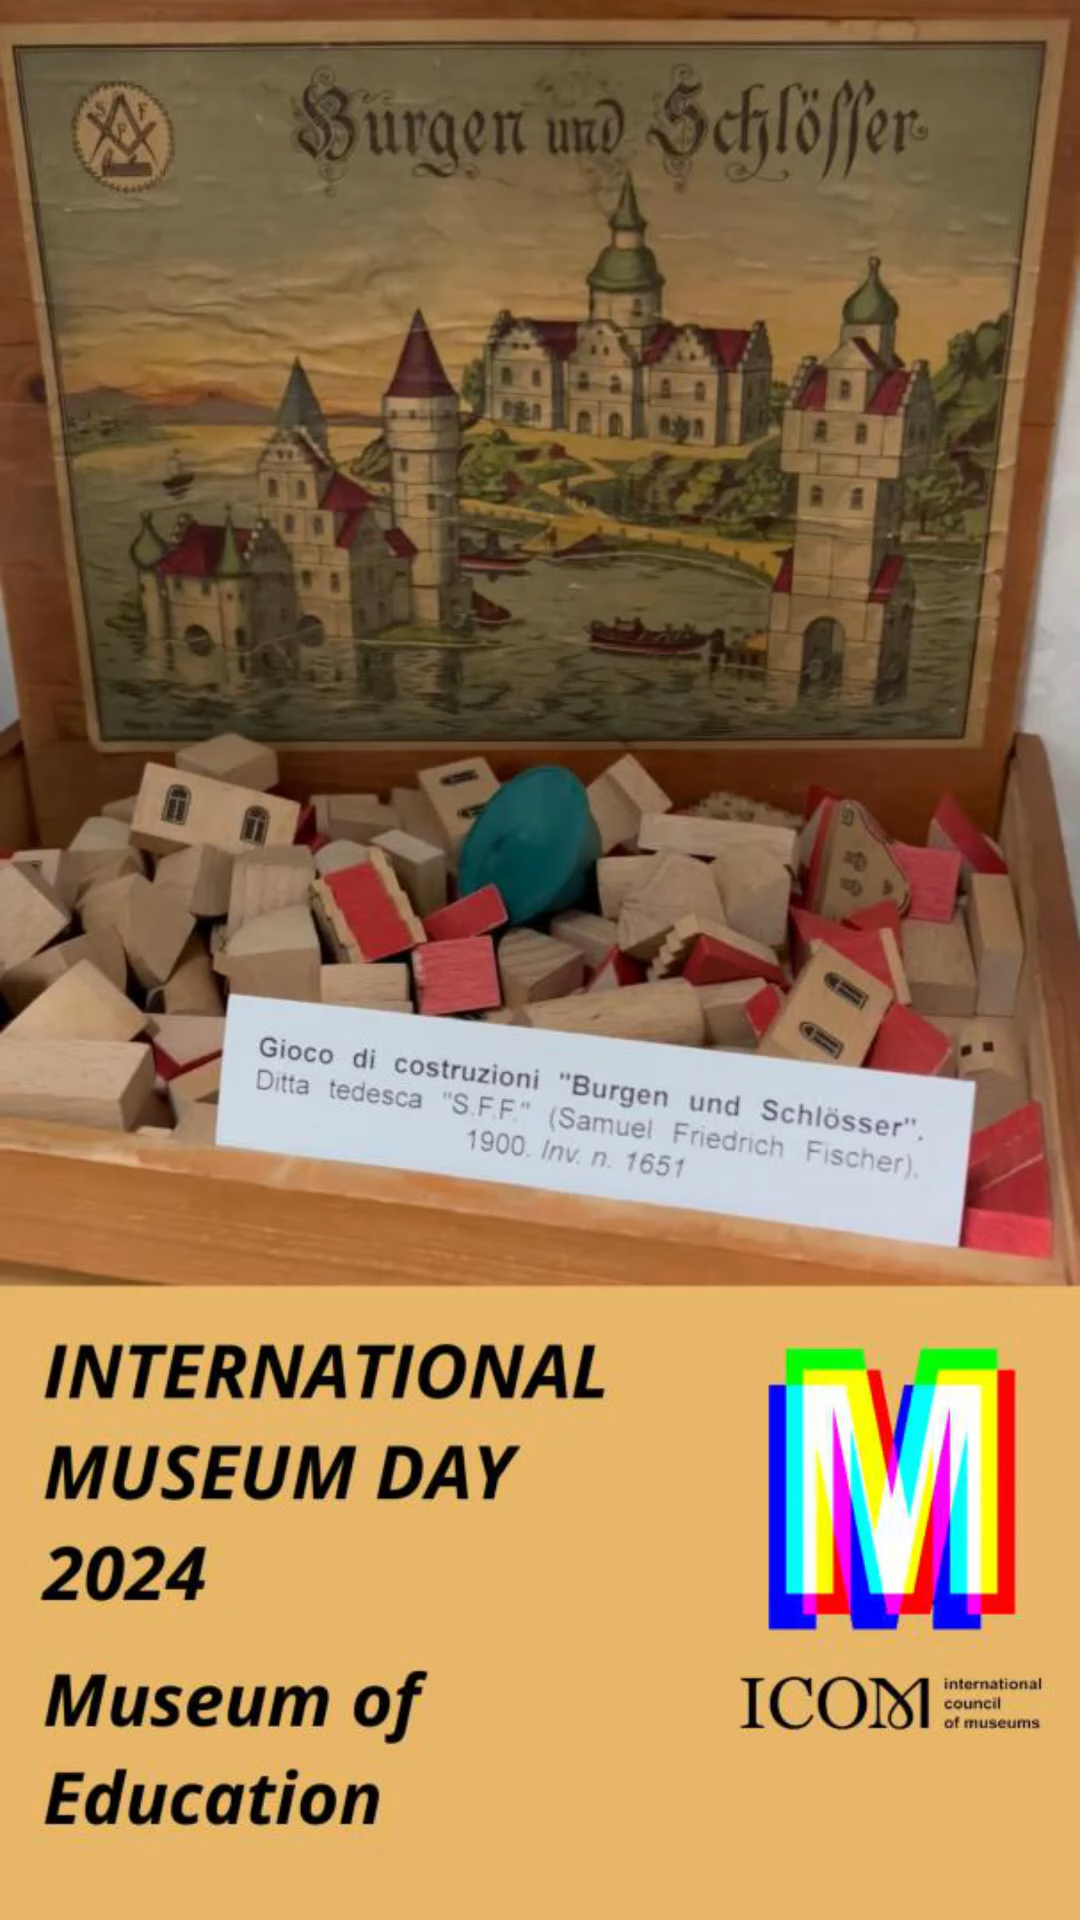 S F
F
Burgen und Schlösser
Gioco di costruzioni "Burgen und Schlösser".
Ditta tedesca "S.F.F." (Samuel Friedrich Fischer).
1900. Inv. n. 1651
INTERNATIONAL
MUSEUM DAY
2024
Museum of
Education
M
ICOM
international
council
of museums